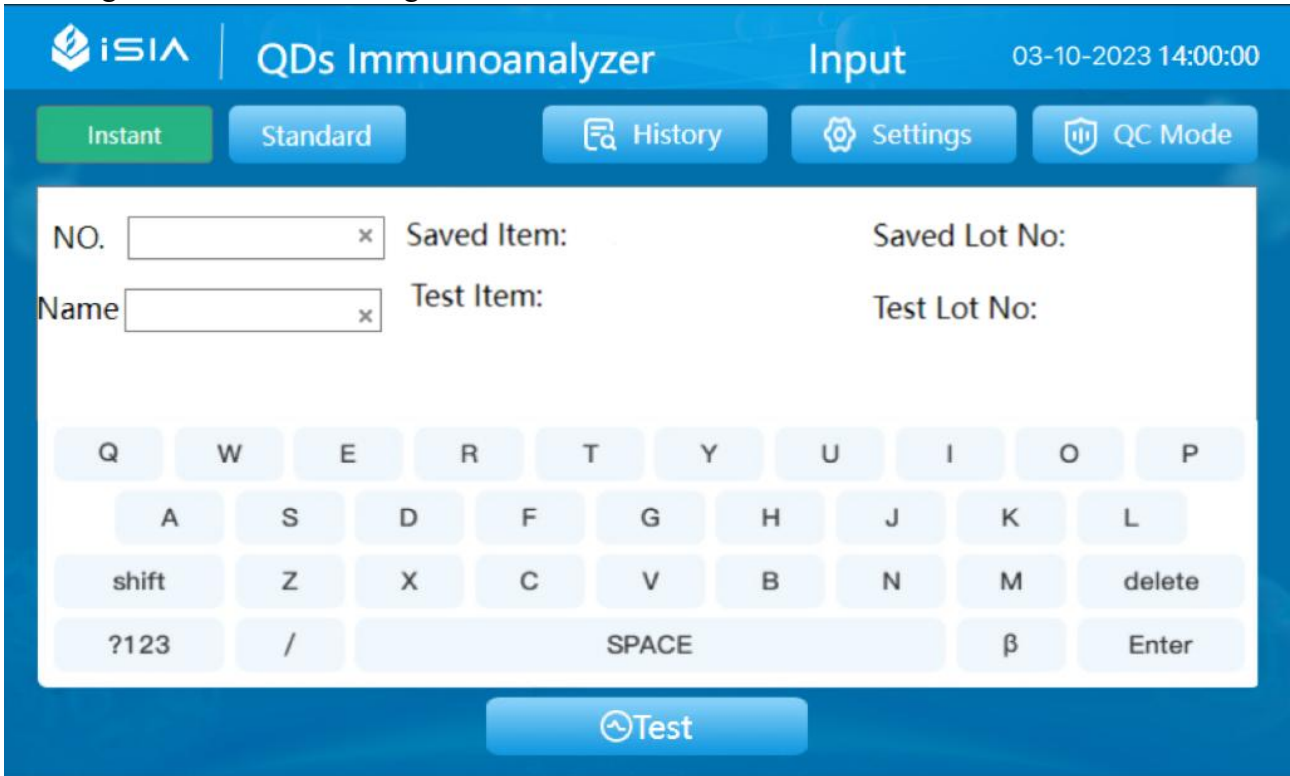 iSIA QDs Immunoanalyzer Input 03-10-2023 14:00:00
Instant Standard History Settings QC Mode
NO. × Saved Item: Saved Lot No:
Name × Test Item: Test Lot No:
Q W E R T Y U I O P
A S D F G H J K L
shift Z X C V B N M delete
?123 / SPACE β Enter
Test